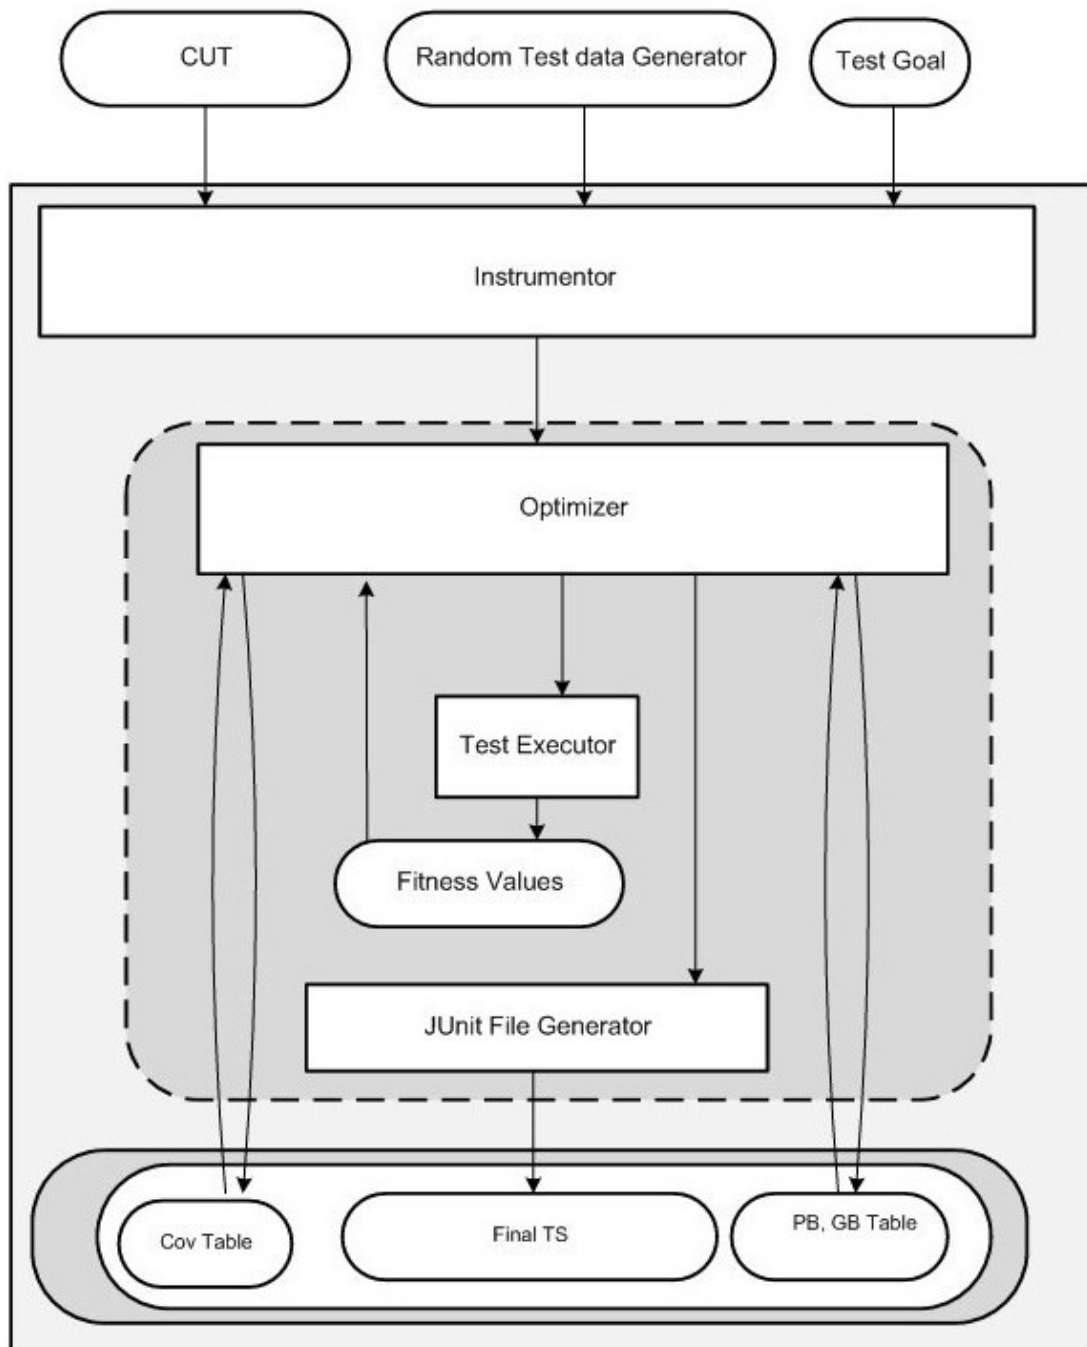 CUT
Random Test data Generator
Test Goal
Instrumentor
Optimizer
Test Executor
Fitness Values
JUnit File Generator
Cov Table
Final TS
PB, GB Table